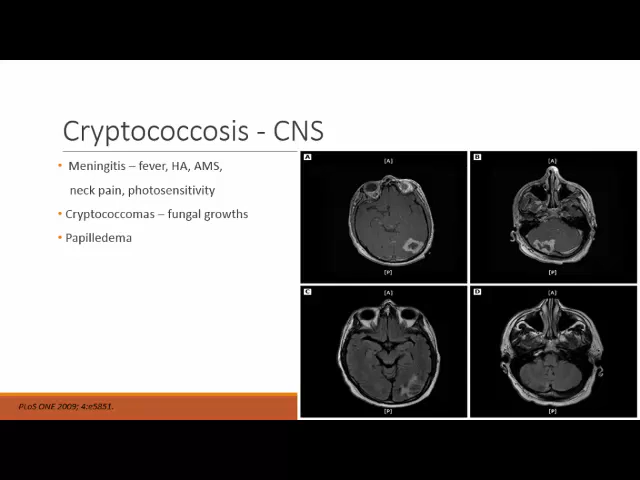 Cryptococcosis - CNS
• Meningitis – fever, HA, AMS,
neck pain, photosensitivity
• Cryptococcomas – fungal growths
• Papilledema
A
[A]
[P]
B
[A]
[P]
C
[A]
[P]
D
[A]
[P]
PLoS ONE 2009; 4:e5851.